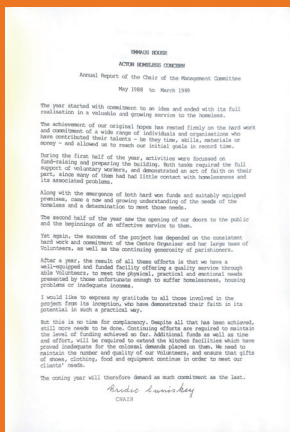 EMMAUS HOUSE
ACTON HOMELESS CONCERN
Annual Report of the Chair of the Management Committee
May 1988 to March 1989
The year started with commitment to an idea and ended with its full
realisation in a valuable and growing service to the homeless.
The achievement of our original hopes has rested firmly on the hard work
and commitment of a wide range of individuals and organisations who
have contributed their talents - be they time, skills, materials or
money - and allowed us to reach our initial goals in record time.
During the first half of the year, activities were focussed on
fund-raising and preparing the building. Both tasks required the full
support of voluntary workers, and demonstrated an act of faith on their
part, since many of them had had little contact with homelessness and
its associated problems.
Along with the emergence of both hard won funds and suitably equipped
premises, came a new and growing understanding of the needs of the
homeless and a determination to meet those needs.
The second half of the year saw the opening of our doors to the public
and the beginnings of an effective service to them.
Yet again, the success of the project has depended on the consistent
hard work and commitment of the Centre Organiser and her large base of
Volunteers, as well as the continuing generosity of parishioners.
After a year, the result of all these efforts is that we have a
well-equipped and funded facility offering a quality service through
able Volunteers, to meet the physical, practical and emotional needs
presented by those unfortunate enough to suffer homelessness, housing
problems or inadequate incomes.
I would like to express my gratitude to all those involved in the
project from its inception, who have demonstrated their faith in its
potential in such a practical way.
But this is no time for complacency. Despite all that has been achieved,
still more needs to be done. Continuing efforts are required to maintain
the level of funding achieved so far. Additional funds as well as time
and effort, will be required to extend the kitchen facilities which have
proved inadequate for the colossal demands placed on them. We need to
maintain the number and quality of our Volunteers, and ensure that gifts
of shoes, clothing, food and equipment continue in order to meet our
clients' needs.
The coming year will therefore demand as much commitment as the last.
Bridie Cuniskey
CHAIR